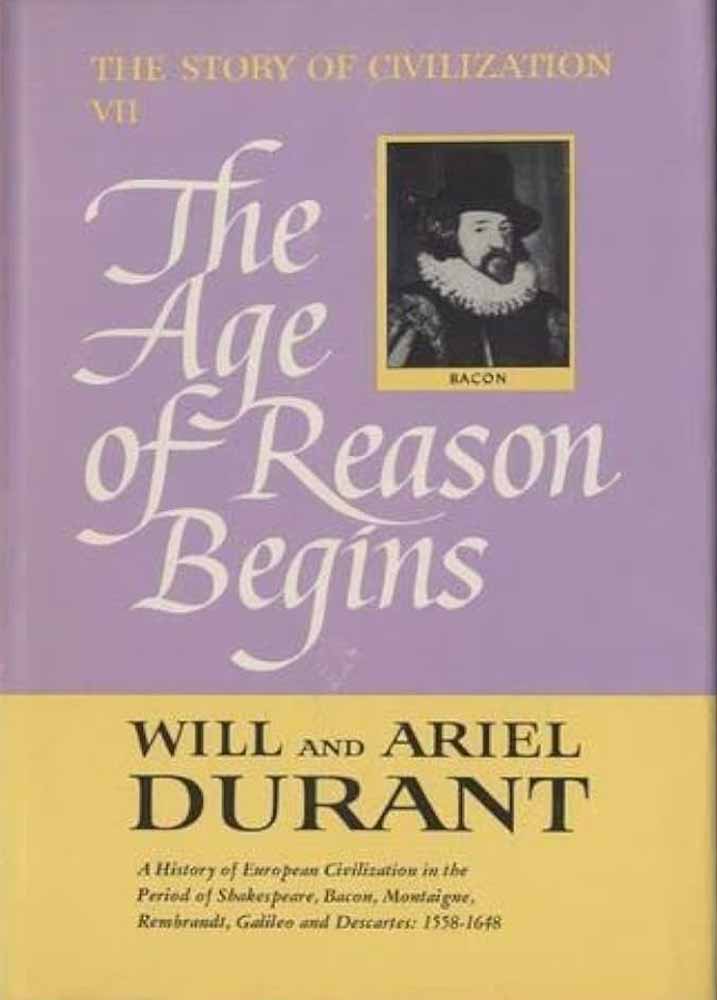 THE STORY OF CIVILIZATION
VII
The
Age
of Reason
Begins
BACON
WILL AND ARIEL
DURANT
A History of European Civilization in the
Period of Shakespeare, Bacon, Montaigne,
Rembrandt, Galileo and Descartes: 1558-1648